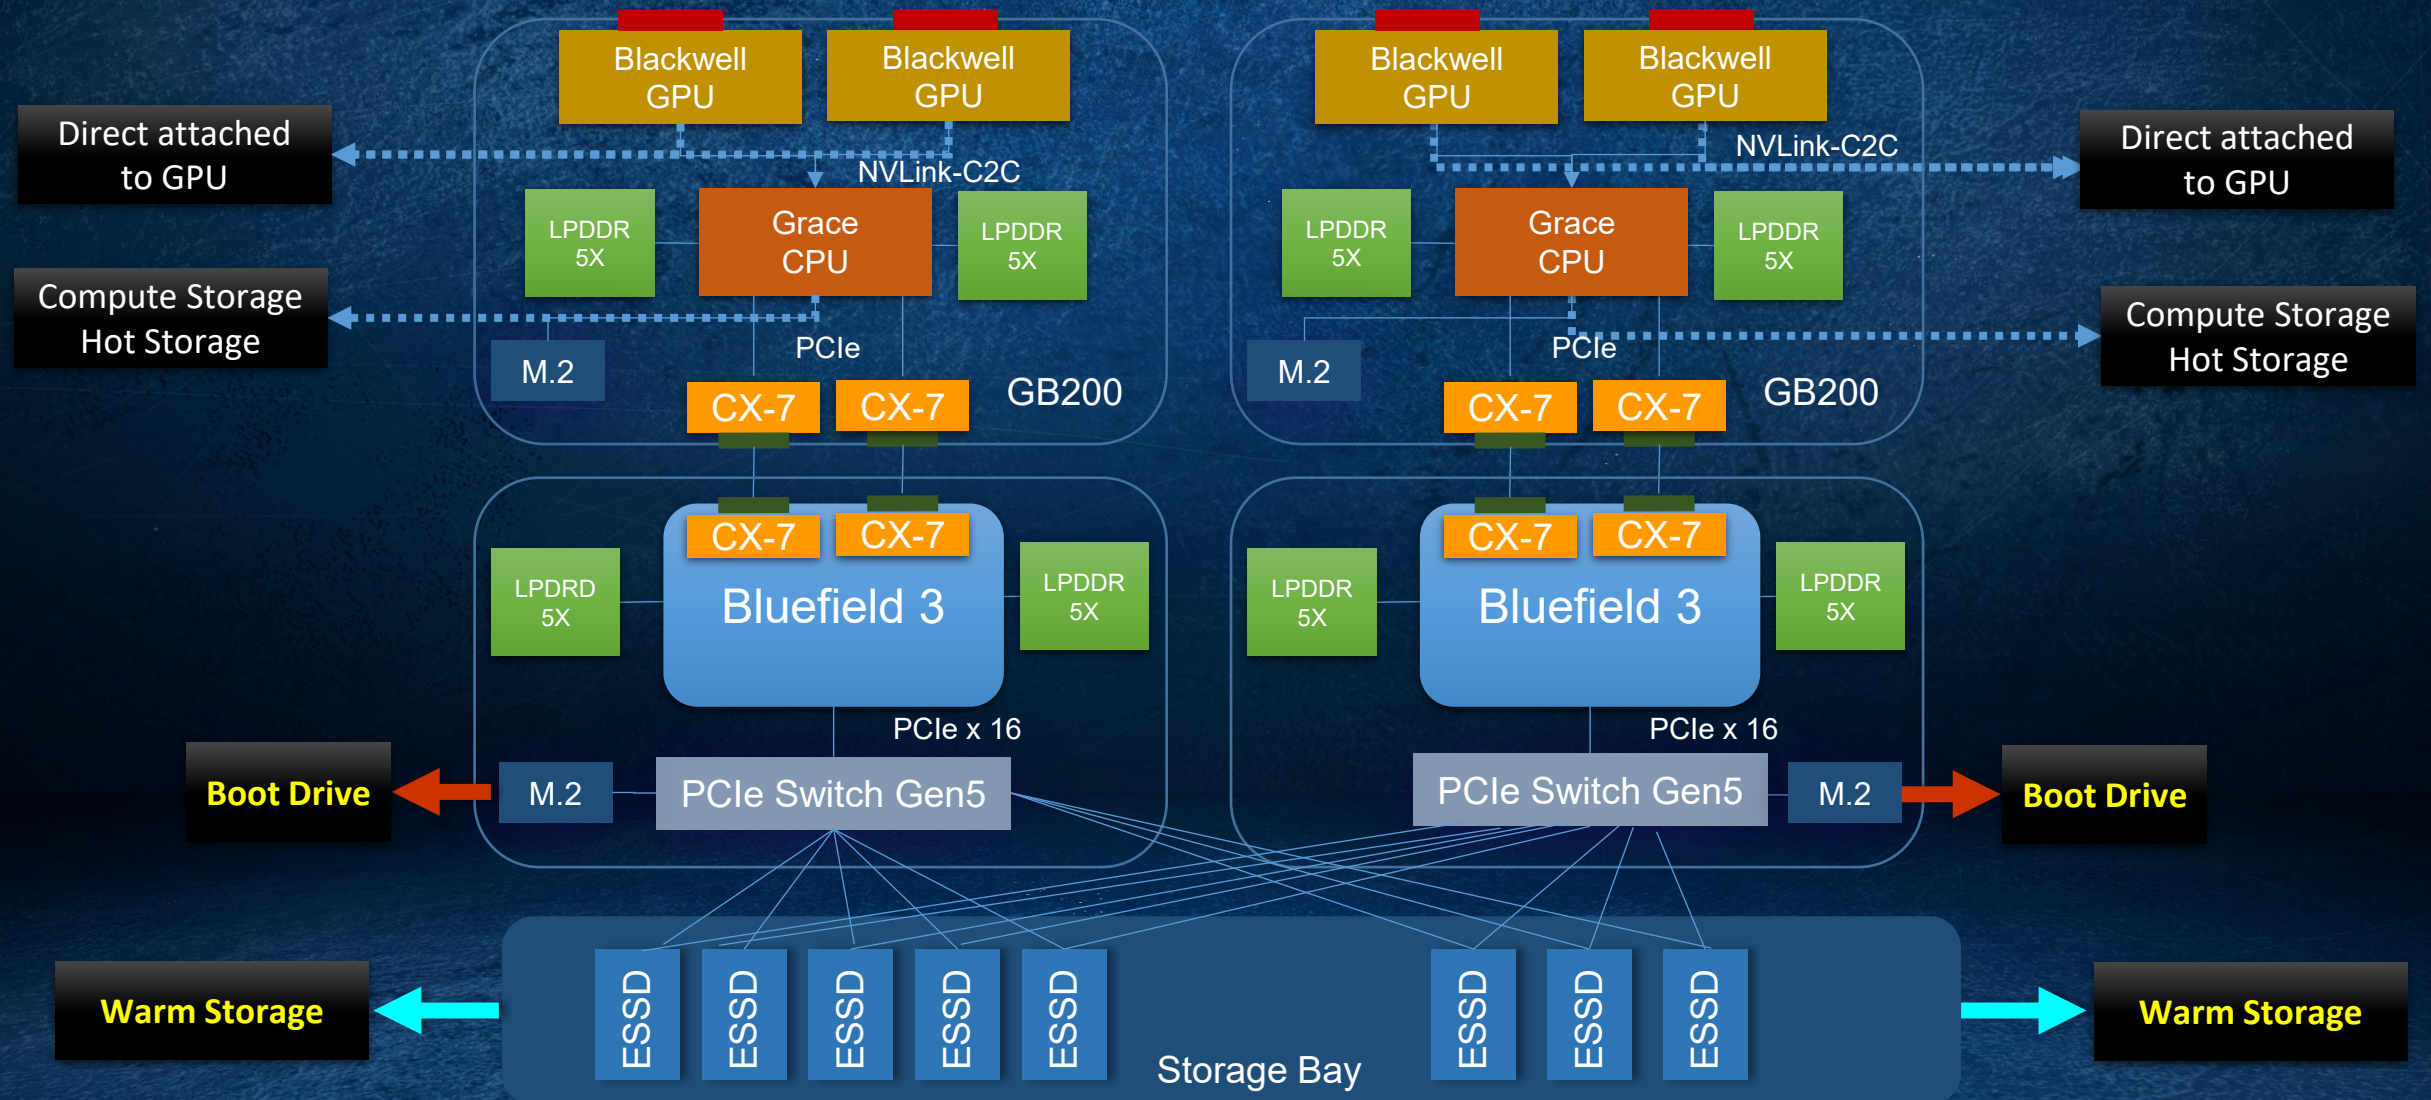 Blackwell
GPU
Blackwell
GPU
Blackwell
GPU
Blackwell
GPU
Direct attached
to GPU
NVLink-C2C
NVLink-C2C
Direct attached
to GPU
LPDDR
5X
Grace
CPU
LPDDR
5X
LPDDR
5X
Grace
CPU
LPDDR
5X
Compute Storage
Hot Storage
M.2
PCIe
GB200
M.2
PCIe
GB200
Compute Storage
Hot Storage
CX-7
CX-7
CX-7
CX-7
CX-7
CX-7
CX-7
CX-7
LPDRD
5X
Bluefield 3
LPDDR
5X
LPDDR
5X
Bluefield 3
LPDDR
5X
PCIe x 16
PCIe x 16
Boot Drive
M.2
PCIe Switch Gen5
PCIe Switch Gen5
M.2
Boot Drive
Warm Storage
ESSD
ESSD
ESSD
ESSD
ESSD
Storage Bay
ESSD
ESSD
ESSD
Warm Storage